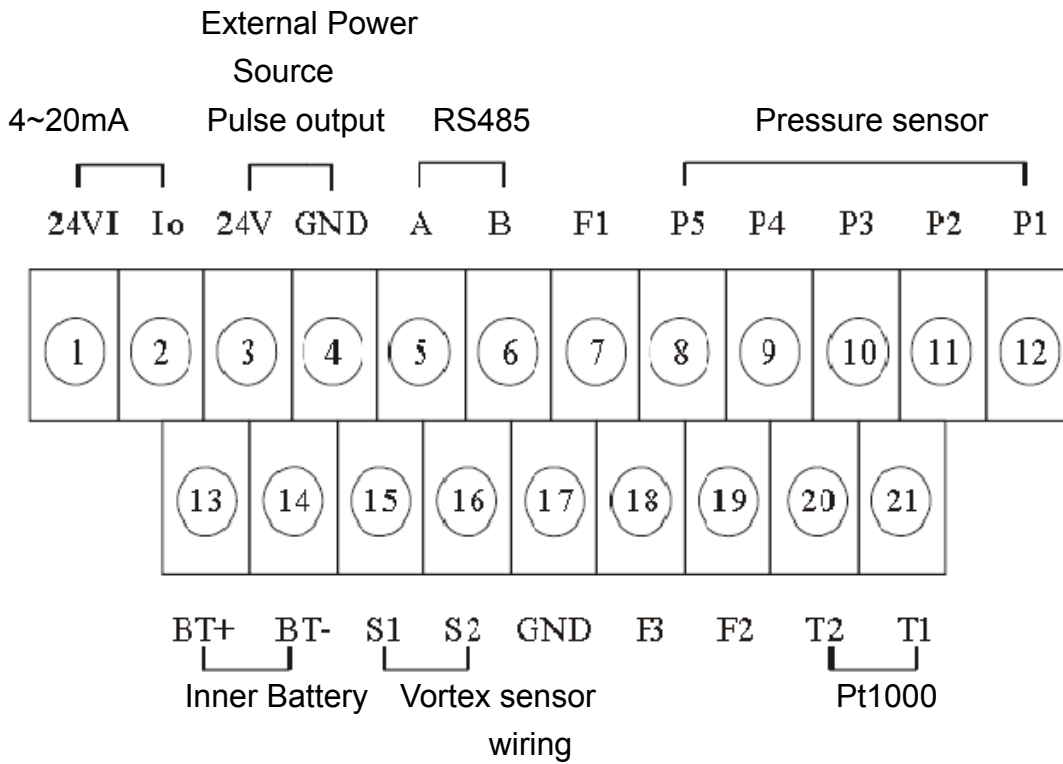 External Power
Source
4~20mA Pulse output RS485 Pressure sensor
24VI Io 24V GND A B F1 P5 P4 P3 P2 P1
1 2 3 4 5 6 7 8 9 10 11 12
13 14 15 16 17 18 19 20 21
BT+ BT- S1 S2 GND F3 F2 T2 T1
Inner Battery Vortex sensor Pt1000
wiring